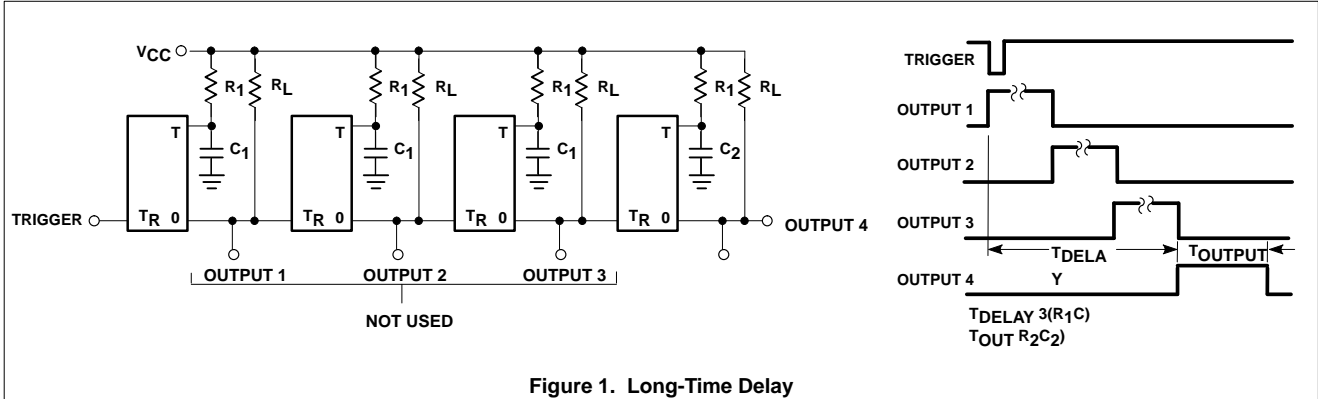 VCC
R1 RL R1 RL R1 RL R1 RL
T T T T
C1 C1 C1 C2
TRIGGER TR 0 TR 0 TR 0 TR 0 OUTPUT 4
OUTPUT 1 OUTPUT 2 OUTPUT 3
NOT USED
TRIGGER
OUTPUT 1
OUTPUT 2
OUTPUT 3
TDELA TOUTPUT
OUTPUT 4 Y
TDELAY 3(R1C)
TOUT R2C2)
Figure 1. Long-Time Delay